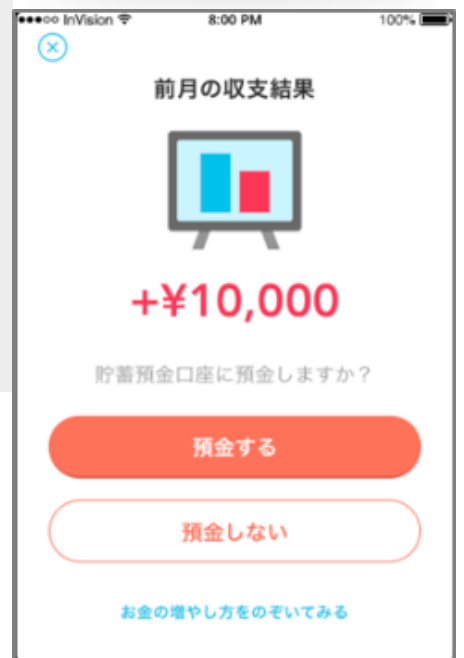 ●●●○○ InVision 8:00 PM 100%
前月の収支結果
+¥10,000
貯蓄預金口座に預金しますか？
預金する
預金しない
お金の増やし方をのぞいてみる